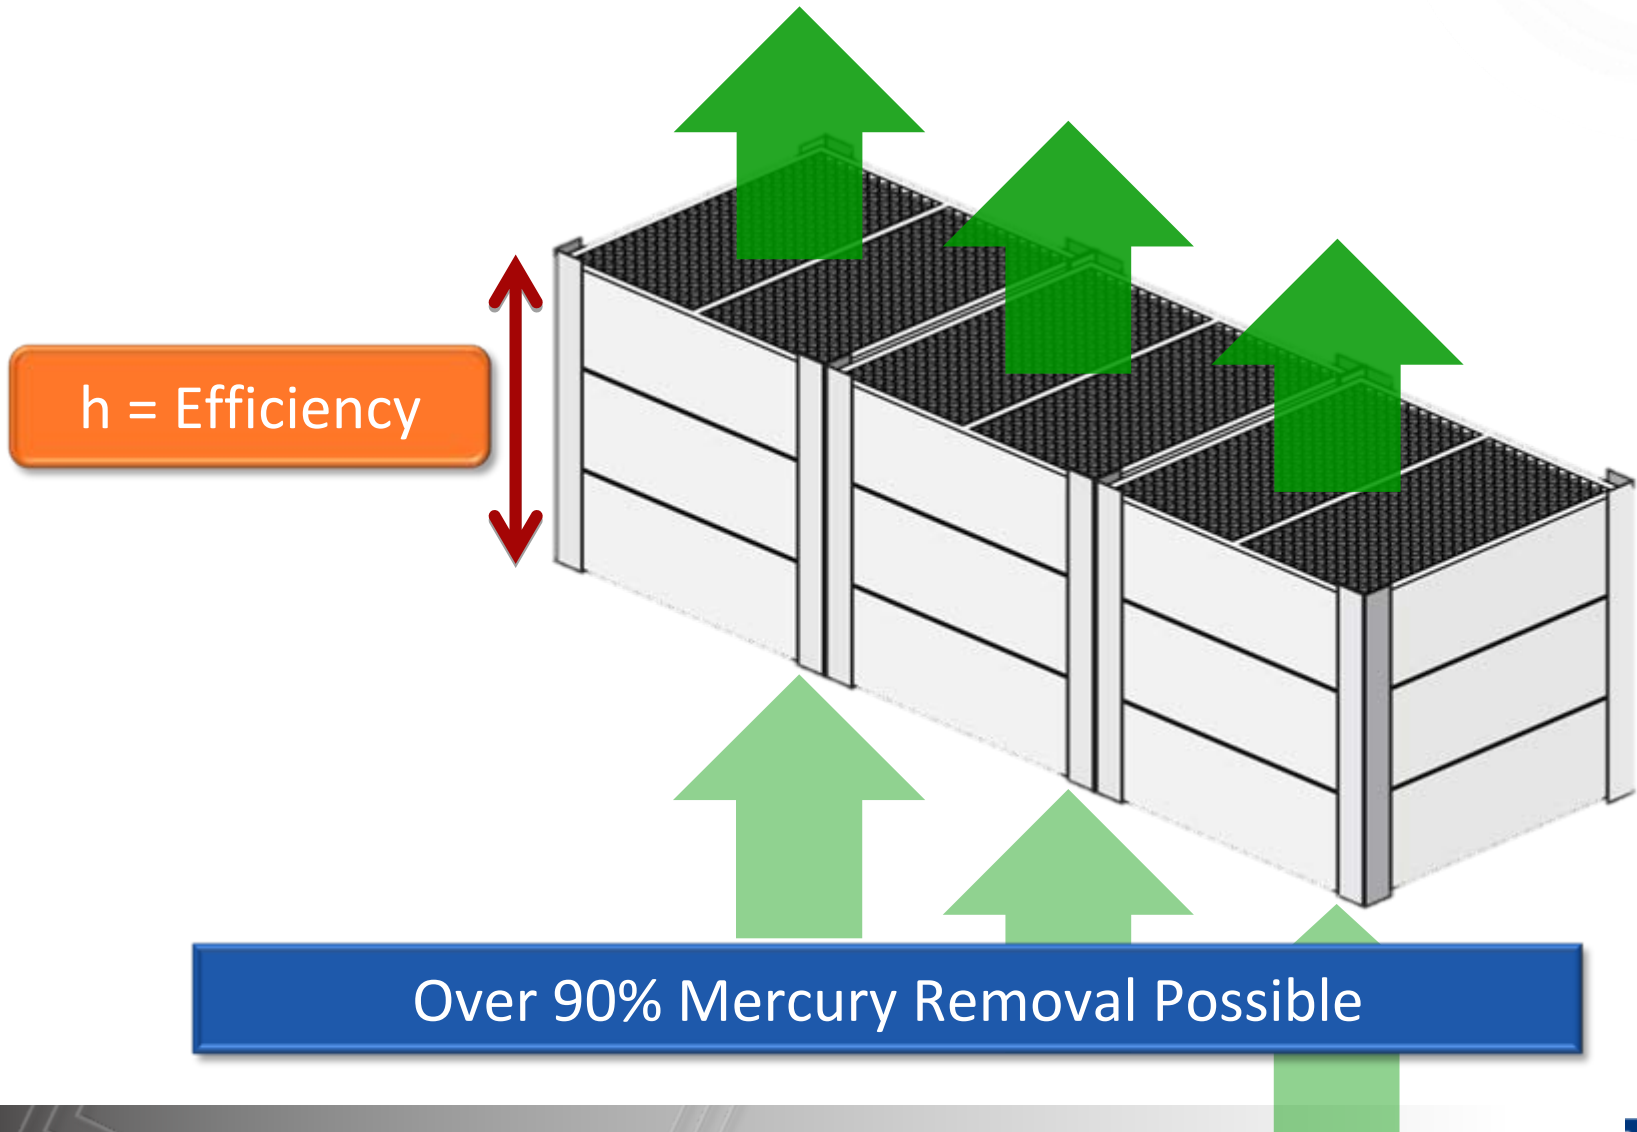 h = Efficiency
Over 90% Mercury Removal Possible